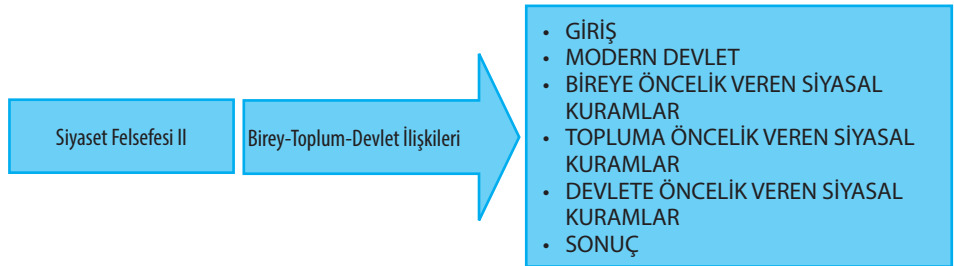 Siyaset Felsefesi II
Birey-Toplum-Devlet İlişkileri
• GİRİŞ
• MODERN DEVLET
• BİREYE ÖNCELİK VEREN SİYASAL
KURAMLAR
• TOPLUMA ÖNCELİK VEREN SİYASAL
KURAMLAR
• DEVLETE ÖNCELİK VEREN SİYASAL
KURAMLAR
• SONUÇ